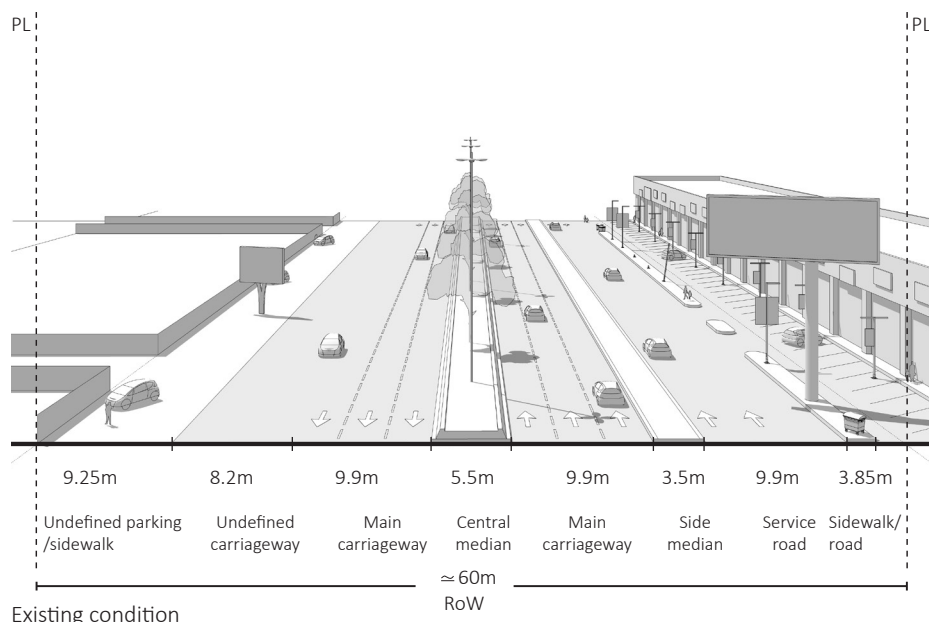 PL
PL
9.25m 8.2m 9.9m 5.5m 9.9m 3.5m 9.9m 3.85m
Undefined parking
/sidewalk
Undefined
carriageway
Main
carriageway
Central
median
Main
carriageway
Side
median
Service
road
Sidewalk/
road
≃60m
RoW
Existing condition